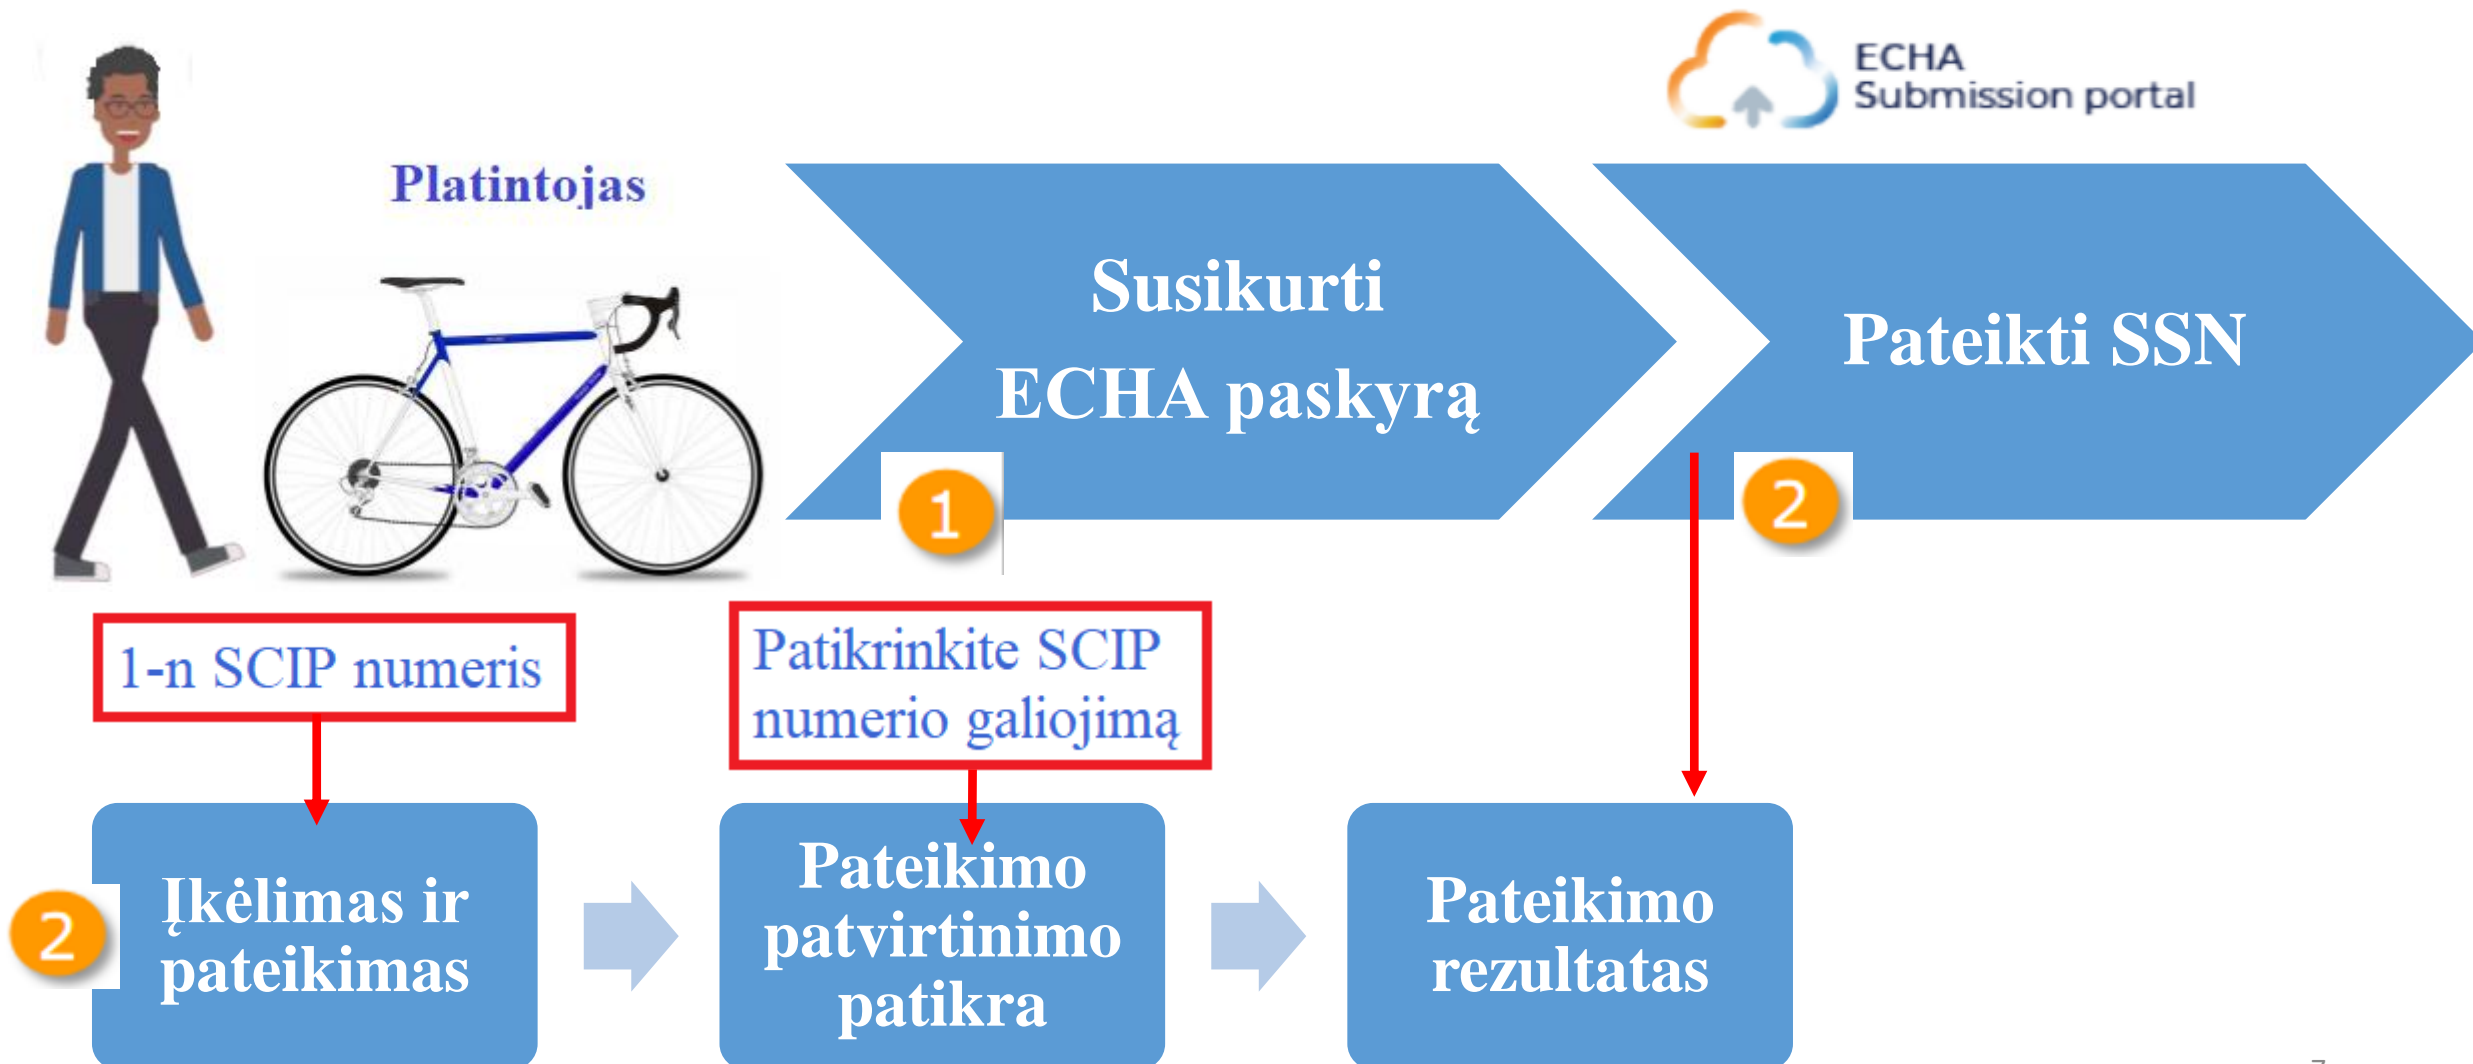 ECHA
Submission portal
Platintojas
Susikurti
ECHA paskyrą
1
Pateikti SSN
2
1-n SCIP numeris
Patikrinkite SCIP
numerio galiojimą
2
Įkėlimas ir
pateikimas
Pateikimo
patvirtinimo
patikra
Pateikimo
rezultatas